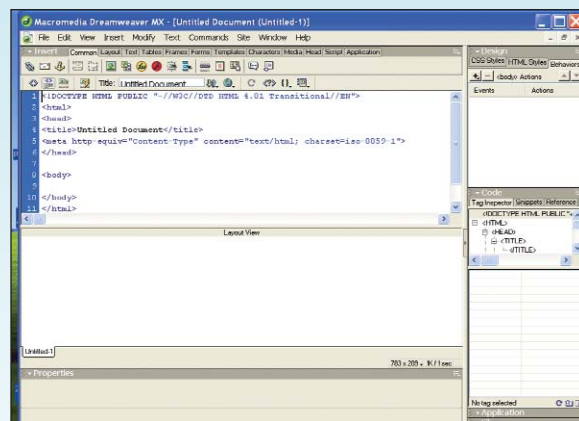 Macromedia Dreamweaver MX - [Untitled Document (Untitled-1)]
File Edit View Insert Modify Text Commands Site Window Help
Insert Common Layout Text Tables Frames Forms Templates Characters Media Head Script Application
Title: Untitled Document
1 <!DOCTYPE HTML PUBLIC "-//W3C//DTD HTML 4.01 Transitional//EN">
2 <html>
3 <head>
4 <title>Untitled Document</title>
5 <meta http-equiv="Content-Type" content="text/html; charset=iso-8859-1">
6 </head>
7
8 <body>
9
10 </body>
11 </html>
Layout View
Untitled-1
783 x 209 1K / 1 sec
Properties
Design
CSS Styles HTML Styles Behaviors
<body> Actions
Events Actions
Code
Tag Inspector Snippets Reference
<!DOCTYPE HTML PUBLIC "-
<HTML>
<HEAD>
<TITLE>
</TITLE>
No tag selected
Application